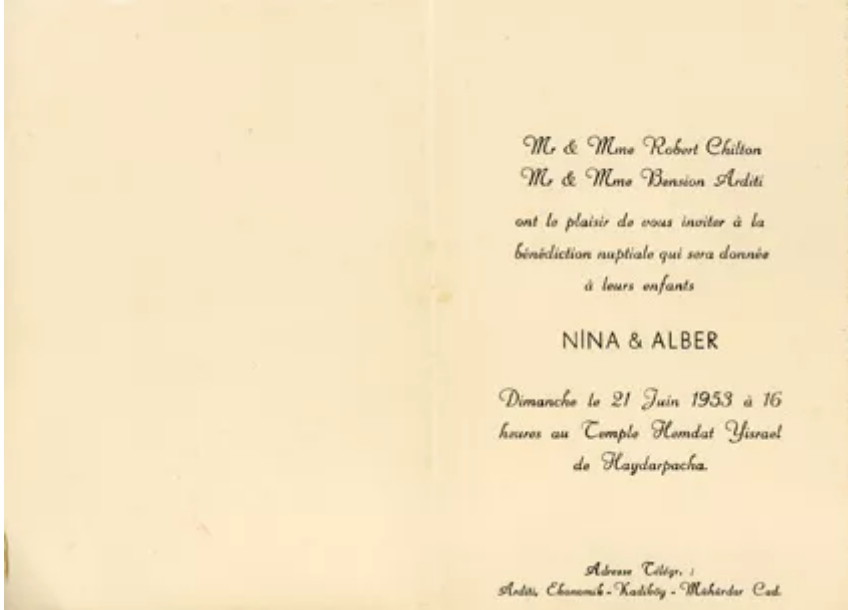 Mr & Mme Robert Chilton
Mr & Mme Bension Arditi
ont le plaisir de vous inviter à la
bénédiction nuptiale qui sera donnée
à leurs enfants
NİNA & ALBER
Dimanche le 21 Juin 1953 à 16
heures au Temple Hemdat Yisrael
de Haydarpacha.
Adresse Télégr. :
Arditi, Ekonomik - Kadıköy - Mühürdar Cad.